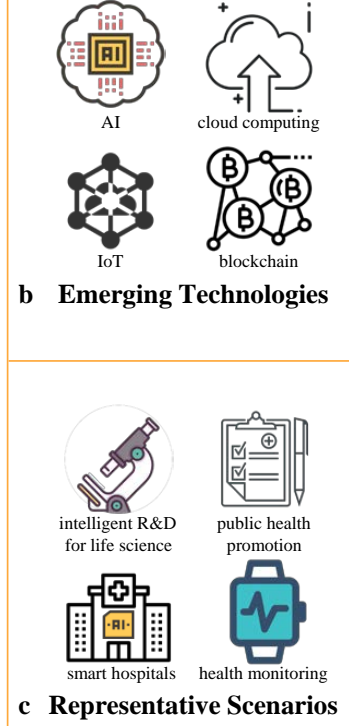 AI
AI cloud computing
IoT blockchain
b Emerging Technologies
intelligent R&D public health
for life science promotion
·AI·
smart hospitals health monitoring
c Representative Scenarios